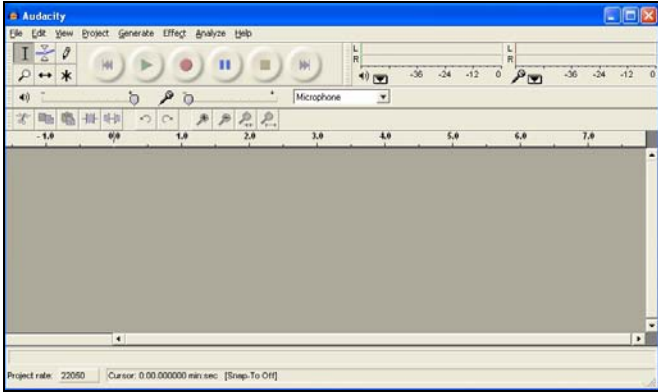 Audacity
File Edit View Project Generate Effect Analyze Help
L
R
-36 -24 -12 0
L
R
-36 -24 -12 0
Microphone
- 1.0 0.0 1.0 2.0 3.0 4.0 5.0 6.0 7.0
Project rate: 22050 Cursor: 0:00.000000 min:sec [Snap-To Off]